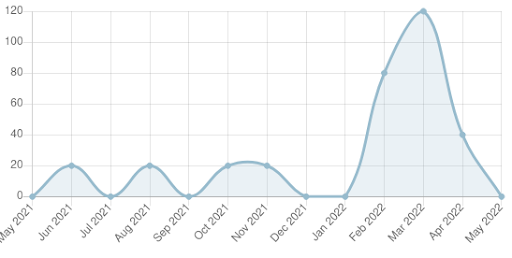 120
100
80
60
40
20
0
May 2021
Jun 2021
Jul 2021
Aug 2021
Sep 2021
Oct 2021
Nov 2021
Dec 2021
Jan 2022
Feb 2022
Mar 2022
Apr 2022
May 2022